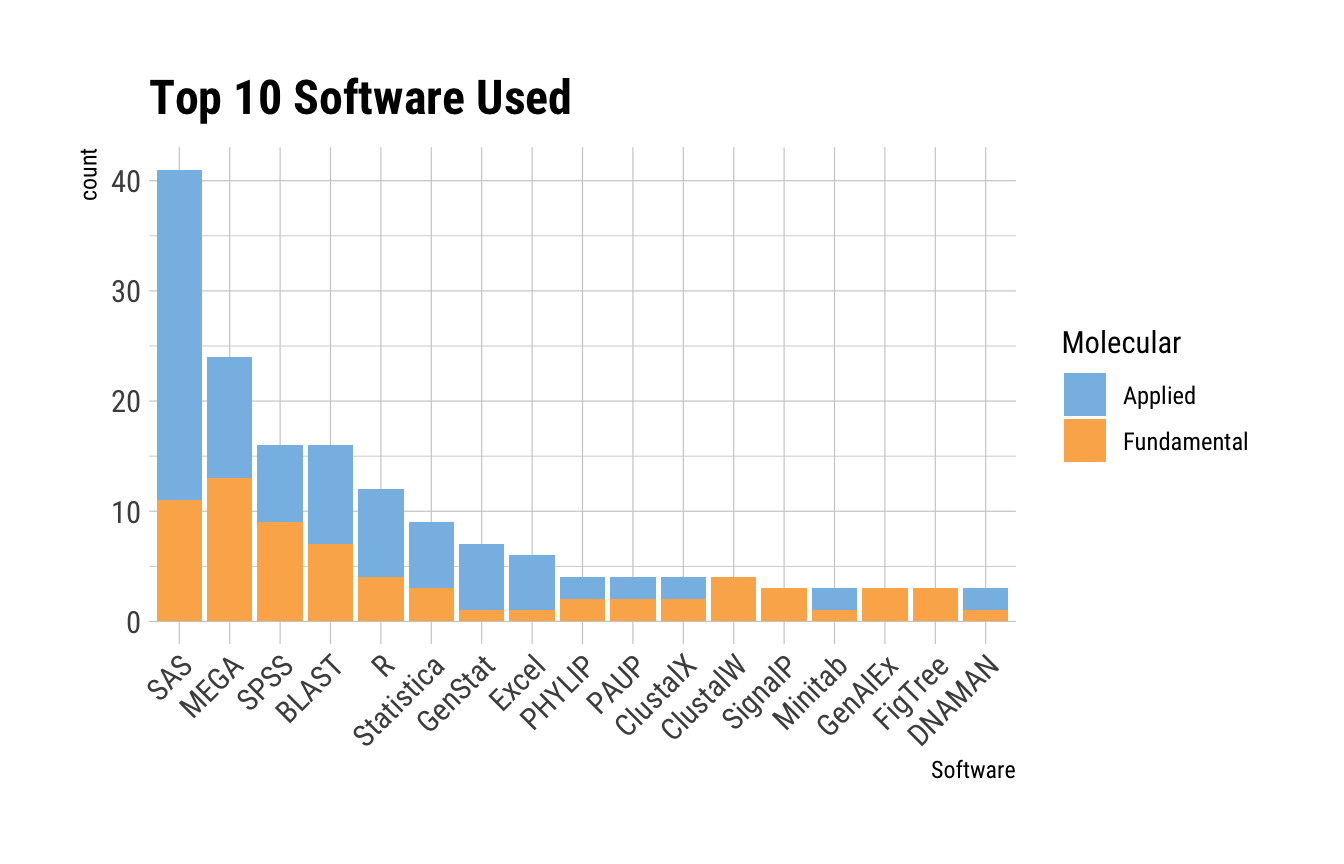 Top 10 Software Used
count
40
30
20
10
0
SAS
MEGA
SPSS
BLAST
R
Statistica
GenStat
Excel
PHYLIP
PAUP
ClustalX
ClustalW
SignalP
Minitab
GenAlEx
FigTree
DNAMAN
Software
Molecular
Applied
Fundamental